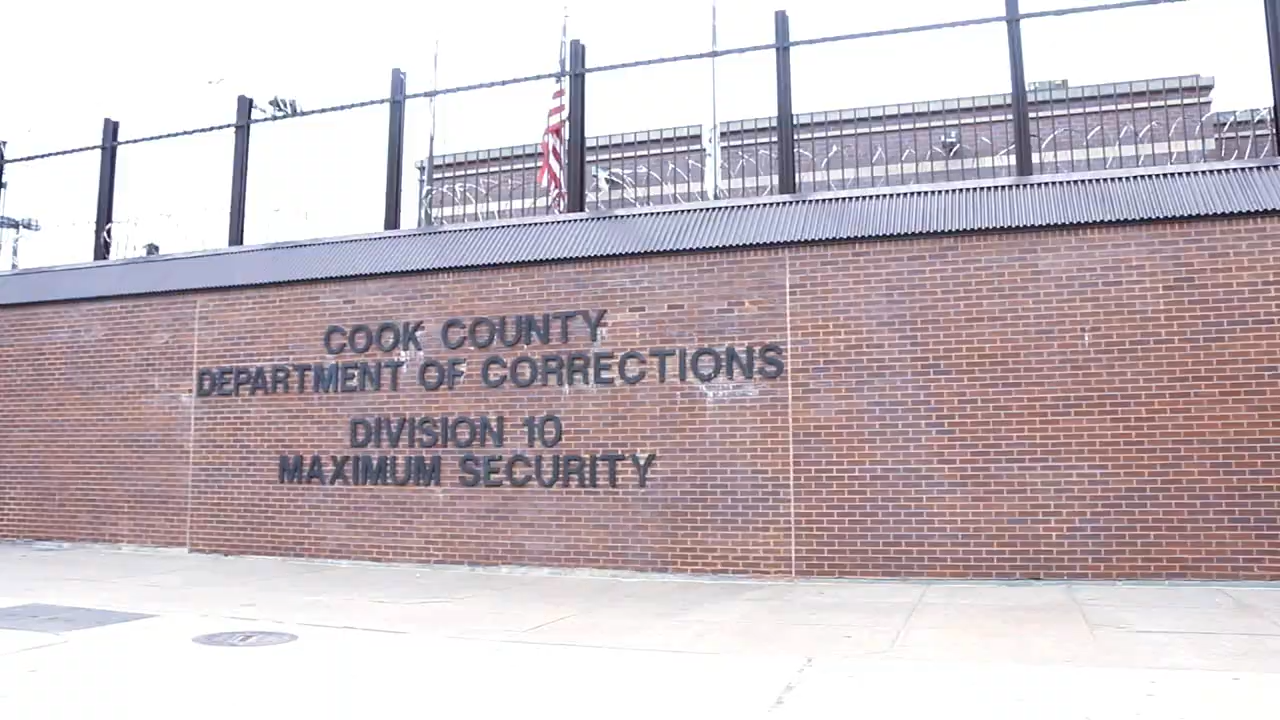 COOK COUNTY
DEPARTMENT OF CORRECTIONS
DIVISION 10
MAXIMUM SECURITY